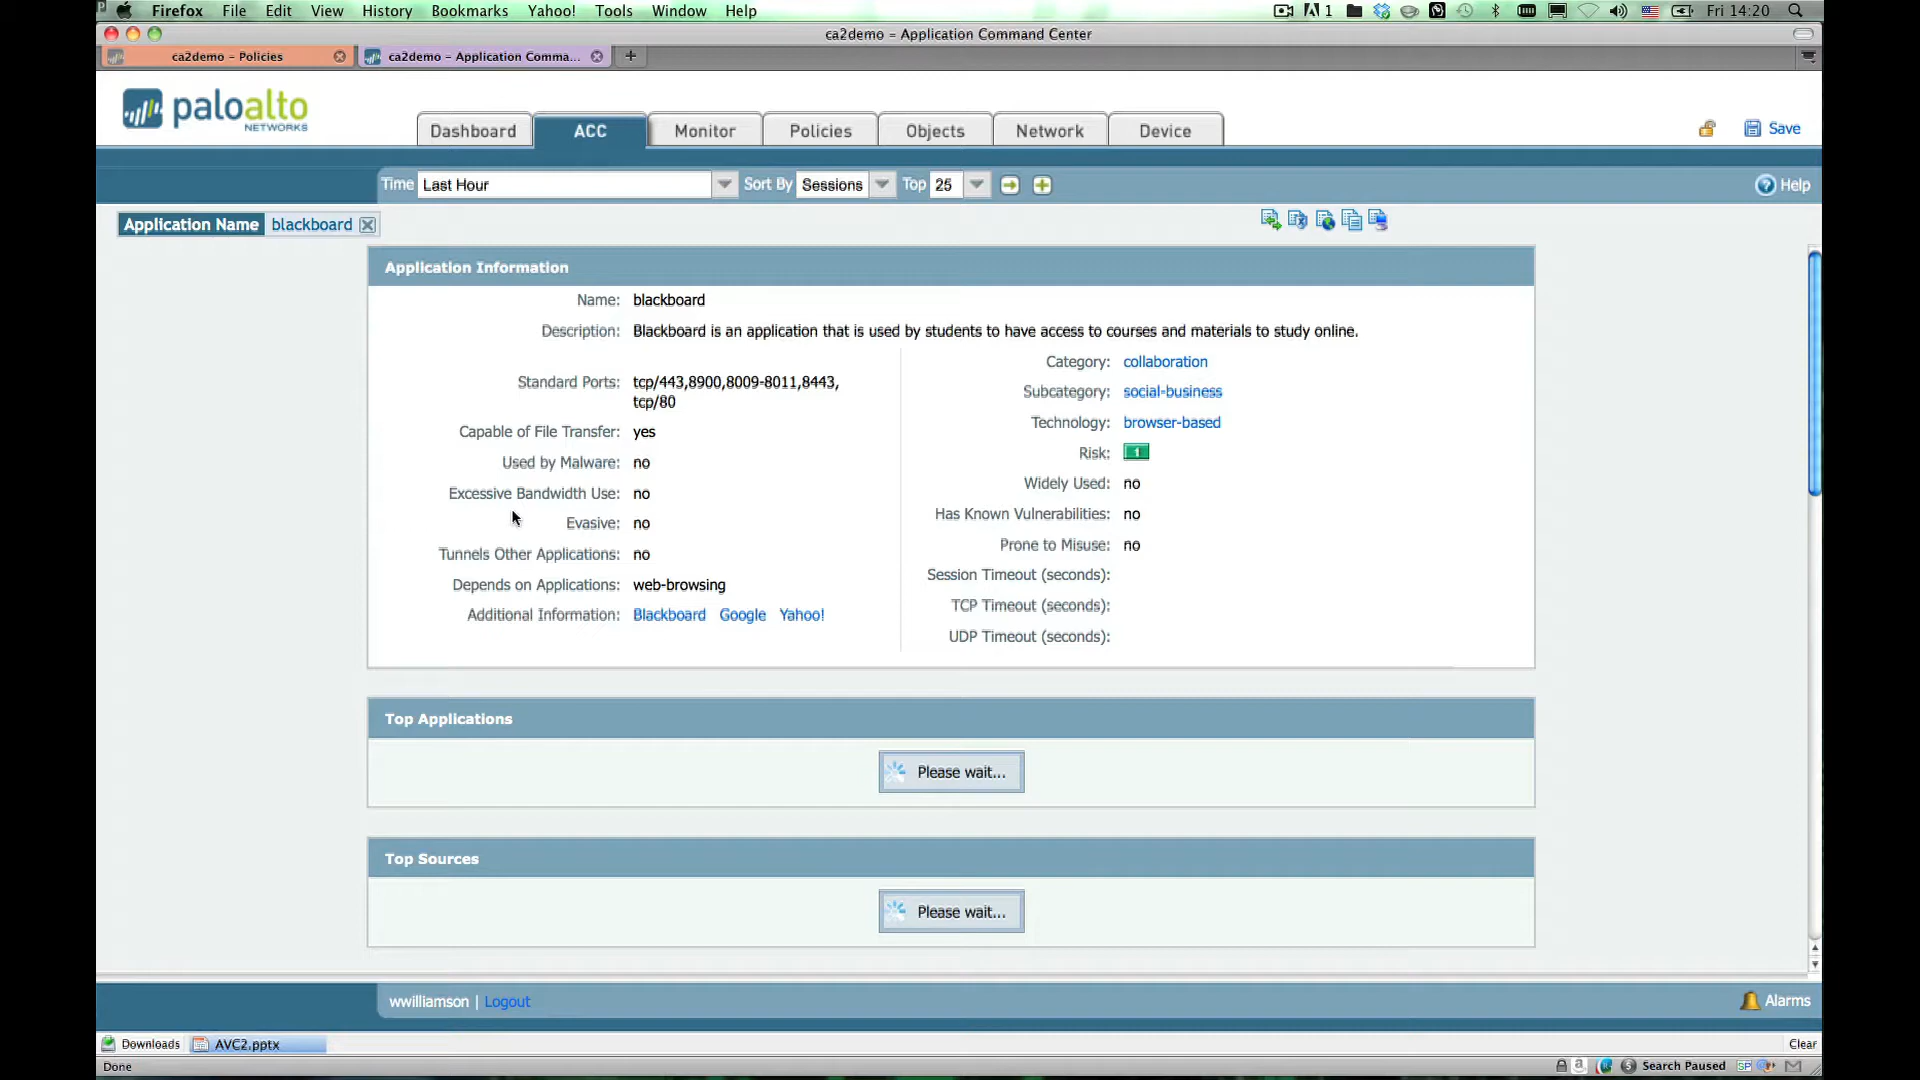 Firefox File Edit View History Bookmarks Yahoo! Tools Window Help 1 Fri 14:20
ca2demo – Application Command Center
ca2demo – Policies ca2demo – Application Comma... +
paloalto
NETWORKS
Dashboard ACC Monitor Policies Objects Network Device Save
Time Last Hour Sort By Sessions Top 25 Help
Application Name blackboard
Application Information
Name: blackboard
Description: Blackboard is an application that is used by students to have access to courses and materials to study online.
Category: collaboration
Standard Ports: tcp/443,8900,8009-8011,8443,
tcp/80
Subcategory: social-business
Technology: browser-based
Capable of File Transfer: yes
Risk: 1
Used by Malware: no
Widely Used: no
Excessive Bandwidth Use: no
Has Known Vulnerabilities: no
Evasive: no
Prone to Misuse: no
Tunnels Other Applications: no
Session Timeout (seconds):
Depends on Applications: web-browsing
TCP Timeout (seconds):
Additional Information: Blackboard Google Yahoo!
UDP Timeout (seconds):
Top Applications
Please wait...
Top Sources
Please wait...
wwilliamson | Logout Alarms
Downloads AVC2.pptx Clear
Done Search Paused